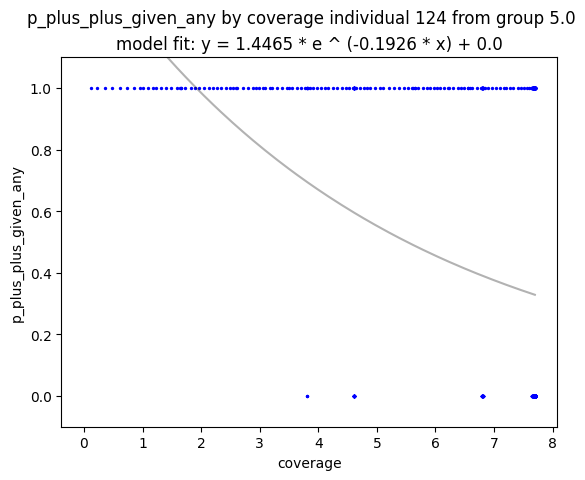 p_plus_plus_given_any by coverage individual 124 from group 5.0
model fit: y = 1.4465 * e ^ (-0.1926 * x) + 0.0
1.0
0.8
0.6
0.4
0.2
0.0
p_plus_plus_given_any
0 1 2 3 4 5 6 7 8
coverage